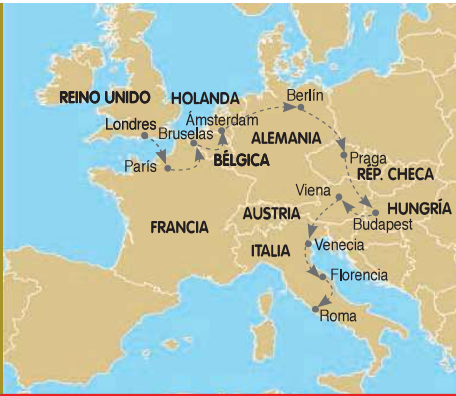 REINO UNIDO
HOLANDA
Berlín
Londres
Ámsterdam
Bruselas
ALEMANIA
París
BÉLGICA
Praga
RÉP. CHECA
Viena
HUNGRÍA
AUSTRIA
Budapest
FRANCIA
ITALIA
Venecia
Florencia
Roma